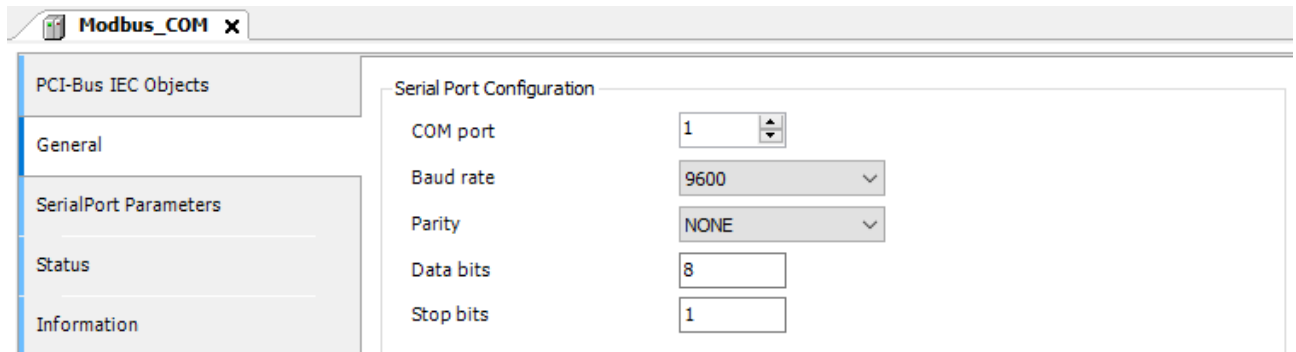 Modbus_COM x
PCI-Bus IEC Objects
General
SerialPort Parameters
Status
Information
Serial Port Configuration
COM port 1
Baud rate 9600
Parity NONE
Data bits 8
Stop bits 1